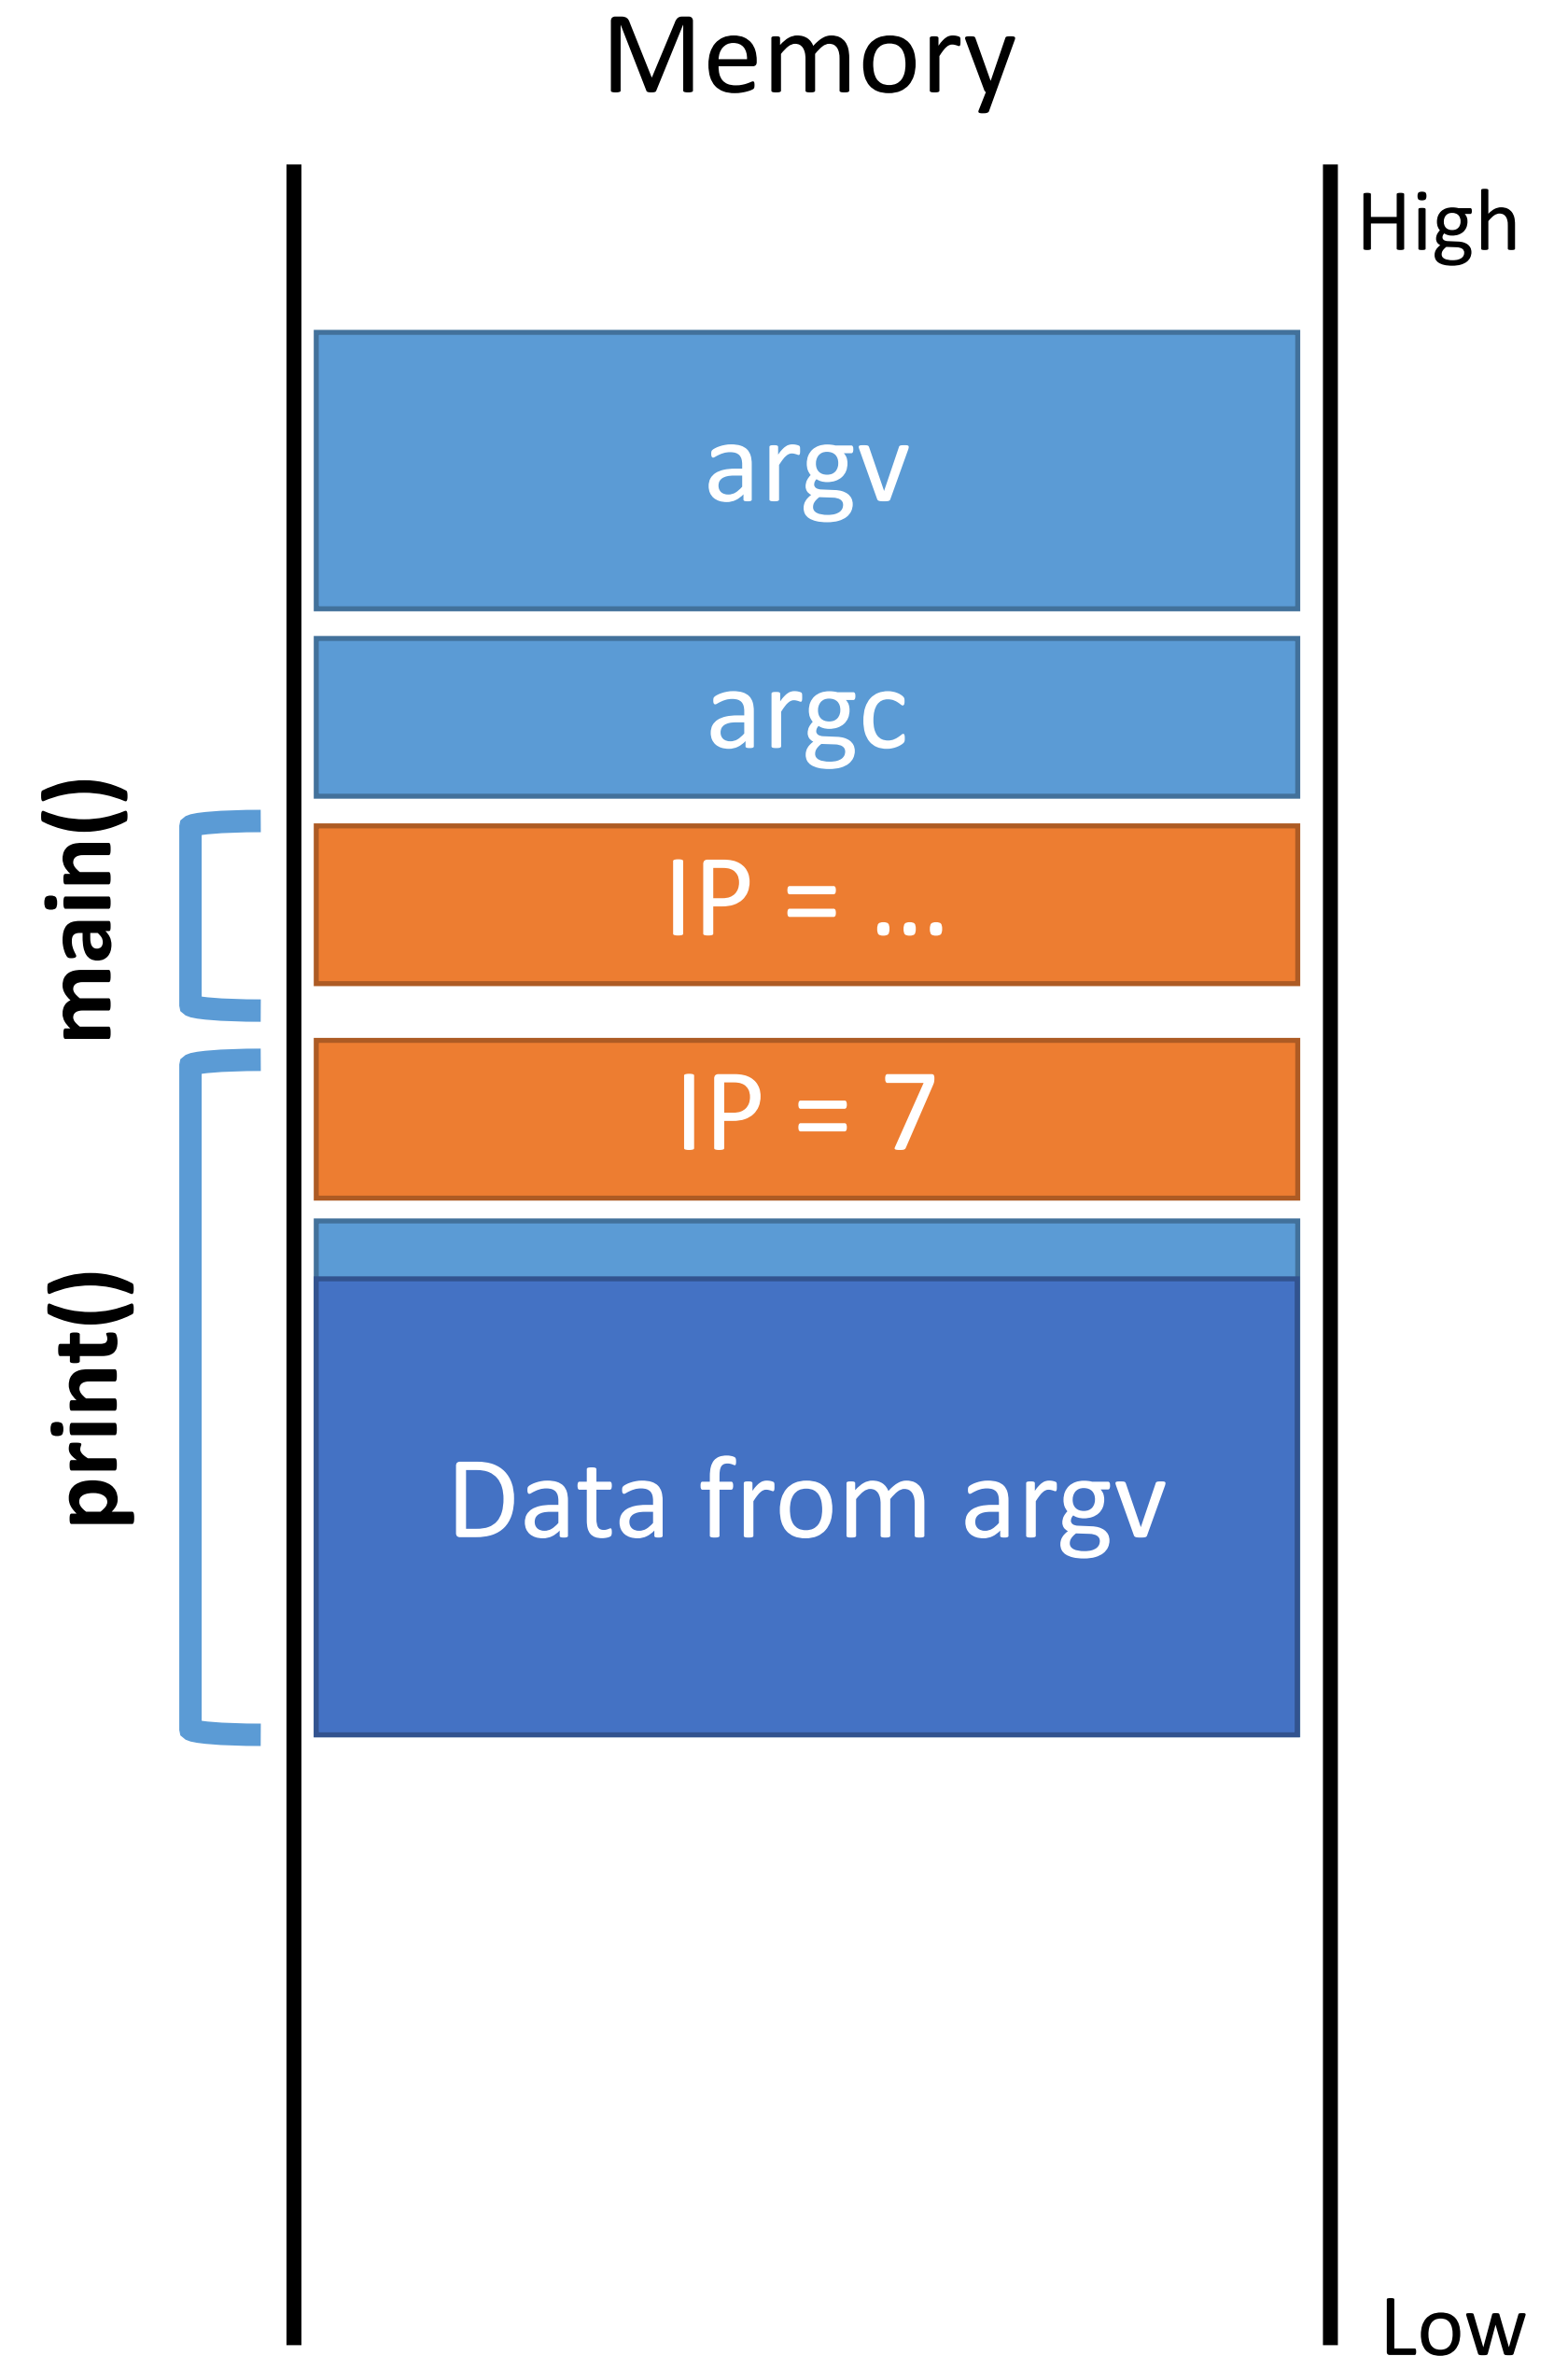 Memory
High
argv
argc
main()
IP = …
IP = 7
print()
Data from argv
Low